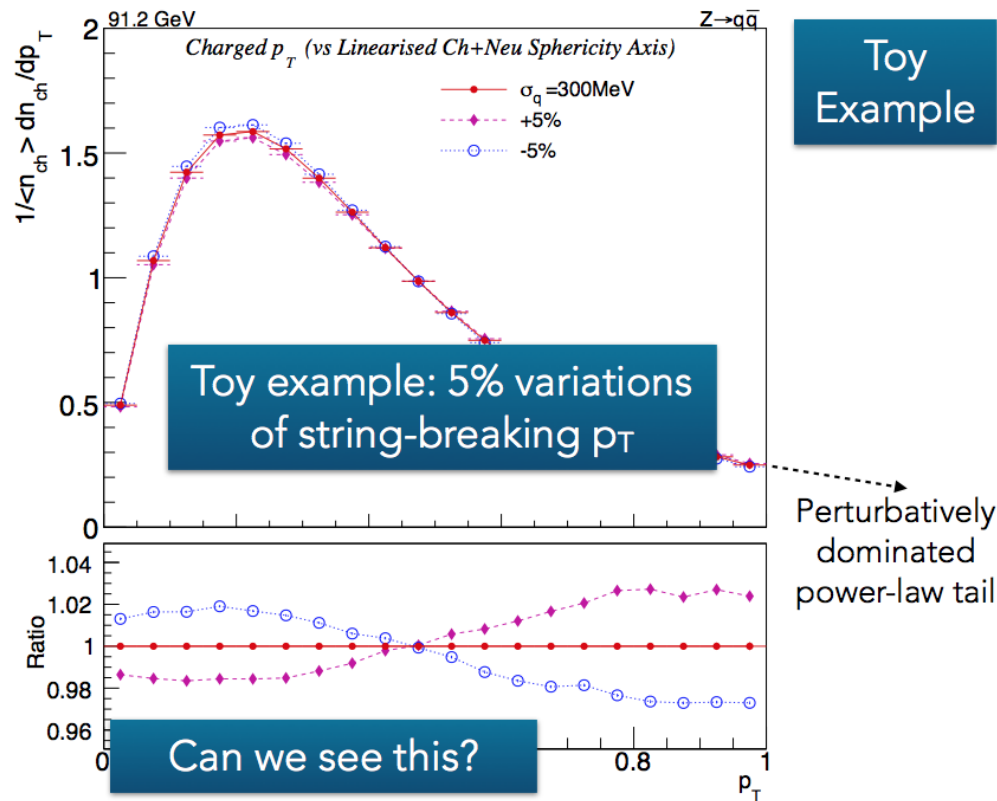 91.2 GeV
Z→qq̅
Charged p_T (vs Linearised Ch+Neu Sphericity Axis)
σ_q =300MeV
+5%
-5%
Toy
Example
1/<n_ch> dn_ch/dp_T
2
1.5
1
0.5
0
Toy example: 5% variations
of string-breaking p_T
Perturbatively
dominated
power-law tail
Ratio
1.04
1.02
1
0.98
0.96
Can we see this?
0
0.8
1
p_T